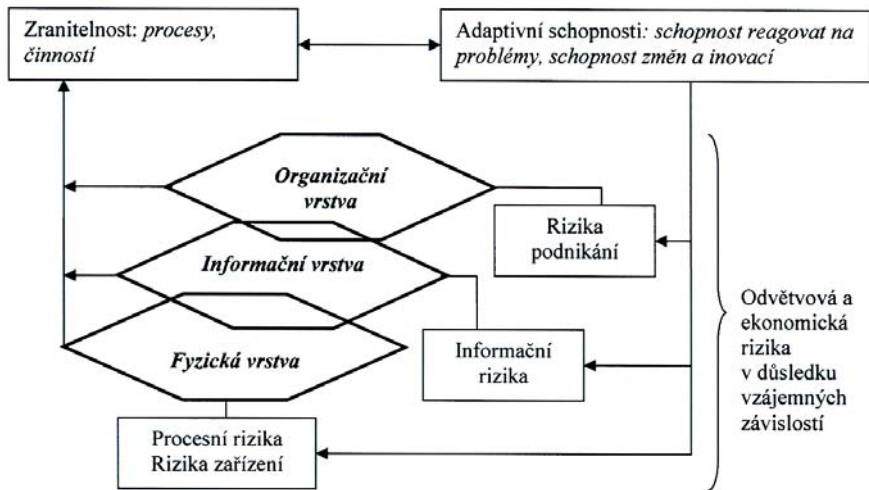 Zranitelnost: procesy,
činností
Adaptivní schopnosti: schopnost reagovat na
problémy, schopnost změn a inovací
Organizační
vrstva
Rizika
podnikání
Informační vrstva
Informační
rizika
Fyzická vrstva
Procesní rizika
Rizika zařízení
Odvětvová a
ekonomická
rizika
v důsledku
vzájemných
závislostí